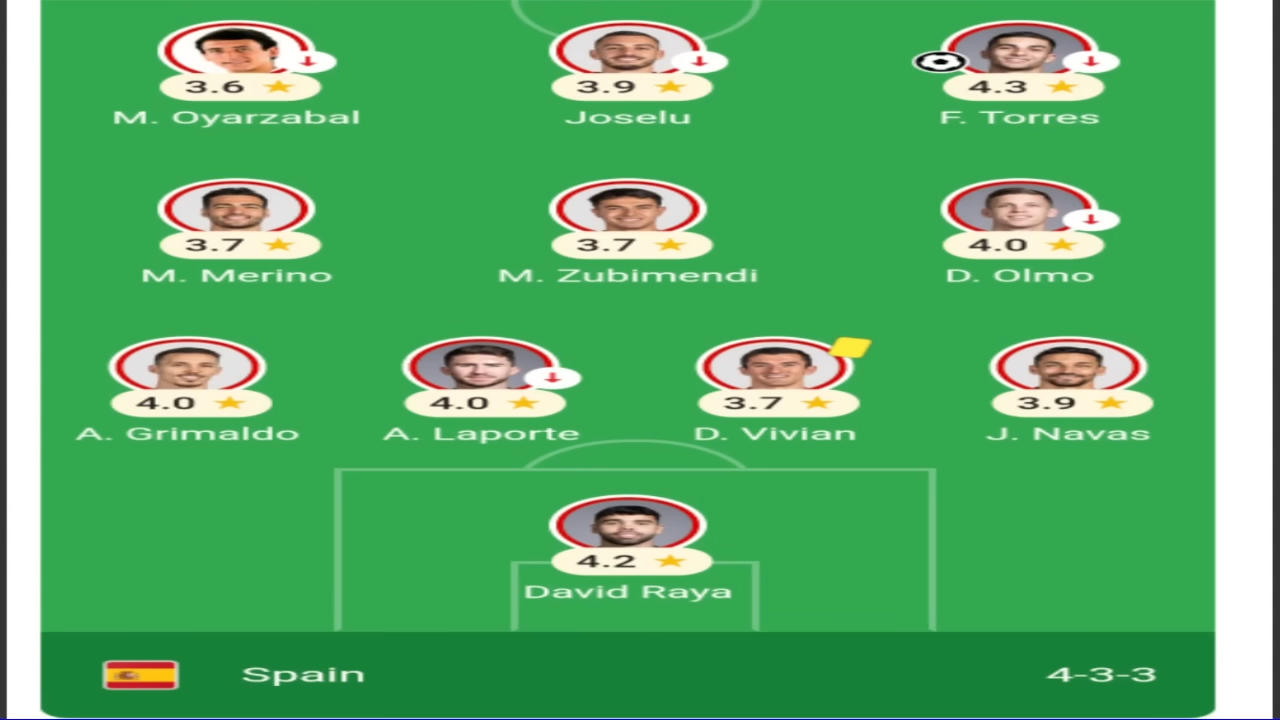 3.6 3.9 4.3
M. Oyarzabal Joselu F. Torres
3.7 3.7 4.0
M. Merino M. Zubimendi D. Olmo
4.0 4.0 3.7 3.9
A. Grimaldo A. Laporte D. Vivian J. Navas
4.2
David Raya
Spain 4-3-3